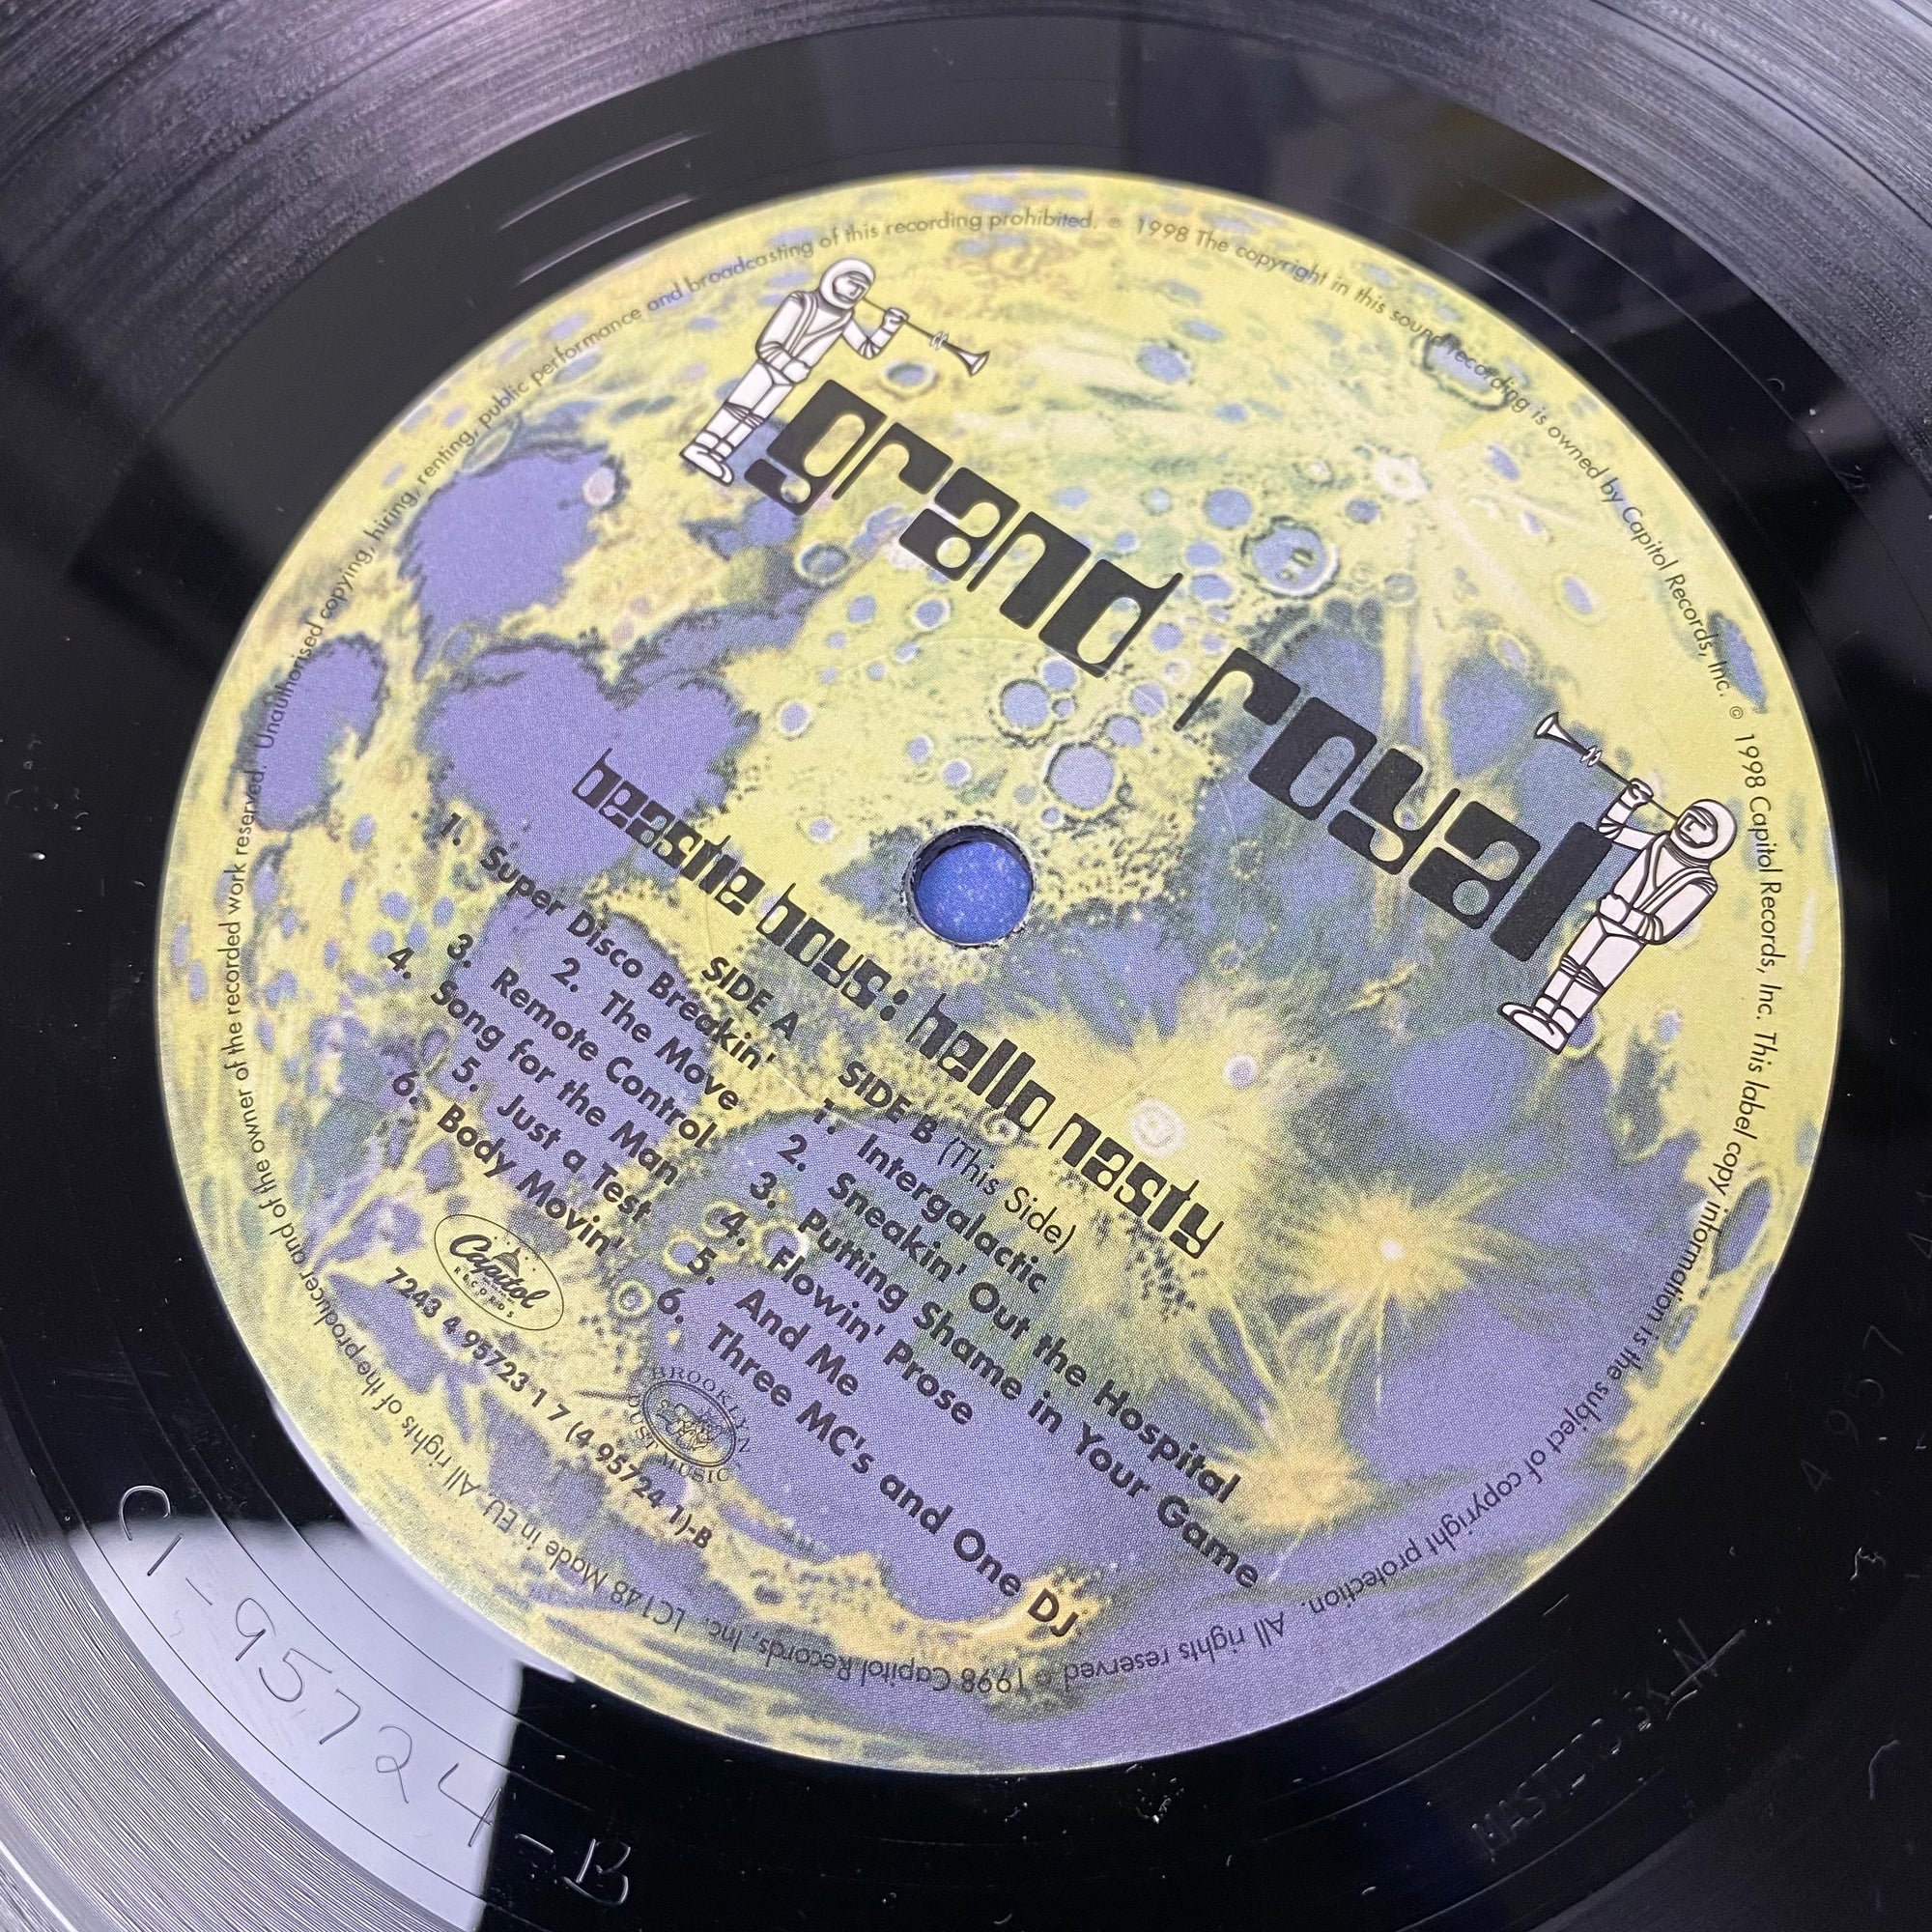 grand royal
beastie boys: hello nasty
SIDE A
1. Super Disco Breakin'
2. The Move
3. Remote Control
4. Song for the Man
5. Just a Test
6. Body Movin'
SIDE B (This Side)
1. Intergalactic
2. Sneakin' Out the Hospital
3. Putting Shame in Your Game
4. Flowin' Prose
5. And Me
6. Three MC's and One DJ
Capitol
RECORDS
7243 4 95723 1 7 (4 95724 1)-B
BROOKLYN
DUST MUSIC
℗ 1998 The copyright in this sound recording is owned by Capitol Records, Inc. © 1998 Capitol Records, Inc. This label copy information is the subject of copyright protection. All rights reserved © 1998 Capitol Records, Inc. LC148 Made in EU. All rights of the producer and of the owner of the recorded work reserved. Unauthorised copying, hiring, renting, public performance and broadcasting of this recording prohibited.
C1-95724-B